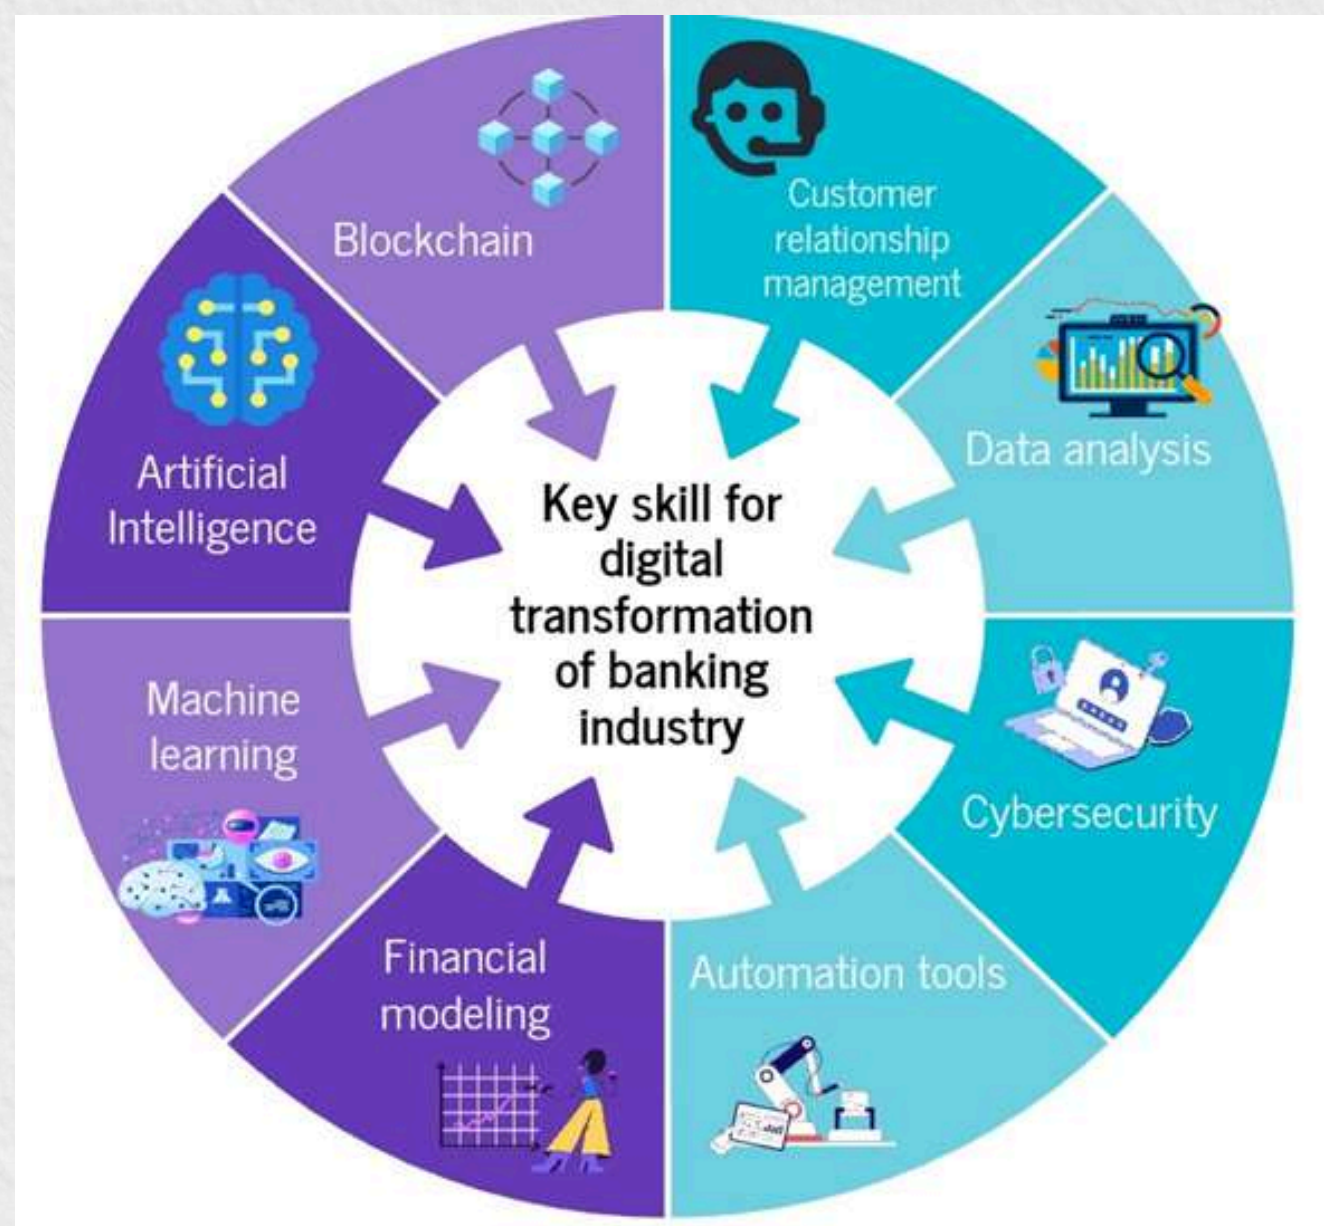 Blockchain
Customer
relationship
management
Data analysis
Cybersecurity
Automation tools
Financial
modeling
Machine
learning
Artificial
Intelligence
Key skill for
digital
transformation
of banking
industry